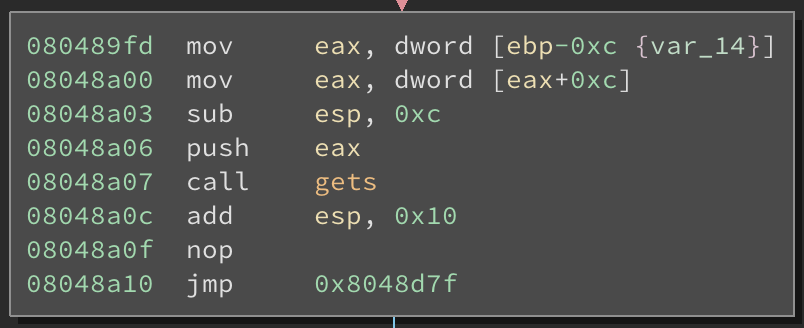 080489fd mov eax, dword [ebp-0xc {var_14}]
08048a00 mov eax, dword [eax+0xc]
08048a03 sub esp, 0xc
08048a06 push eax
08048a07 call gets
08048a0c add esp, 0x10
08048a0f nop
08048a10 jmp 0x8048d7f